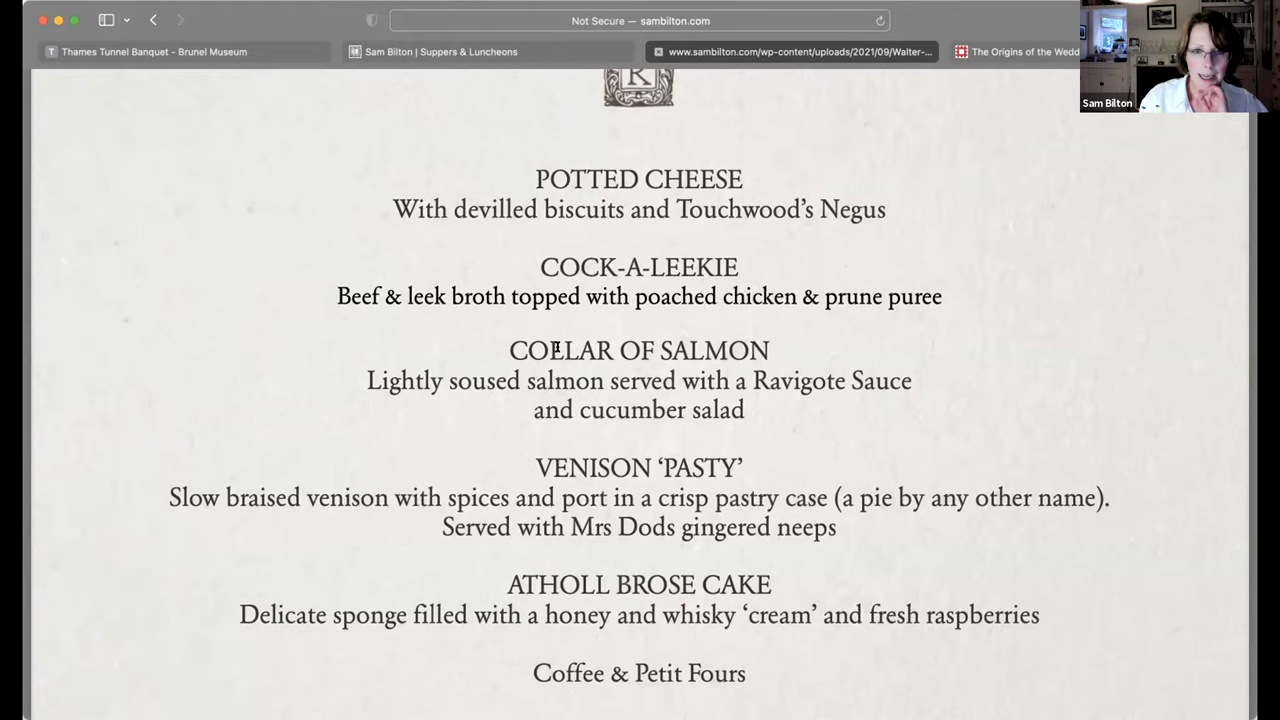 Not Secure — sambilton.com
T Thames Tunnel Banquet - Brunel Museum
Sam Bilton | Suppers & Luncheons
www.sambilton.com/wp-content/uploads/2021/09/Walter-...
The Origins of the Wedd
Sam Bilton
K
POTTED CHEESE
With devilled biscuits and Touchwood’s Negus
COCK-A-LEEKIE
Beef & leek broth topped with poached chicken & prune puree
COLLAR OF SALMON
Lightly soused salmon served with a Ravigote Sauce
and cucumber salad
VENISON ‘PASTY’
Slow braised venison with spices and port in a crisp pastry case (a pie by any other name).
Served with Mrs Dods gingered neeps
ATHOLL BROSE CAKE
Delicate sponge filled with a honey and whisky ‘cream’ and fresh raspberries
Coffee & Petit Fours